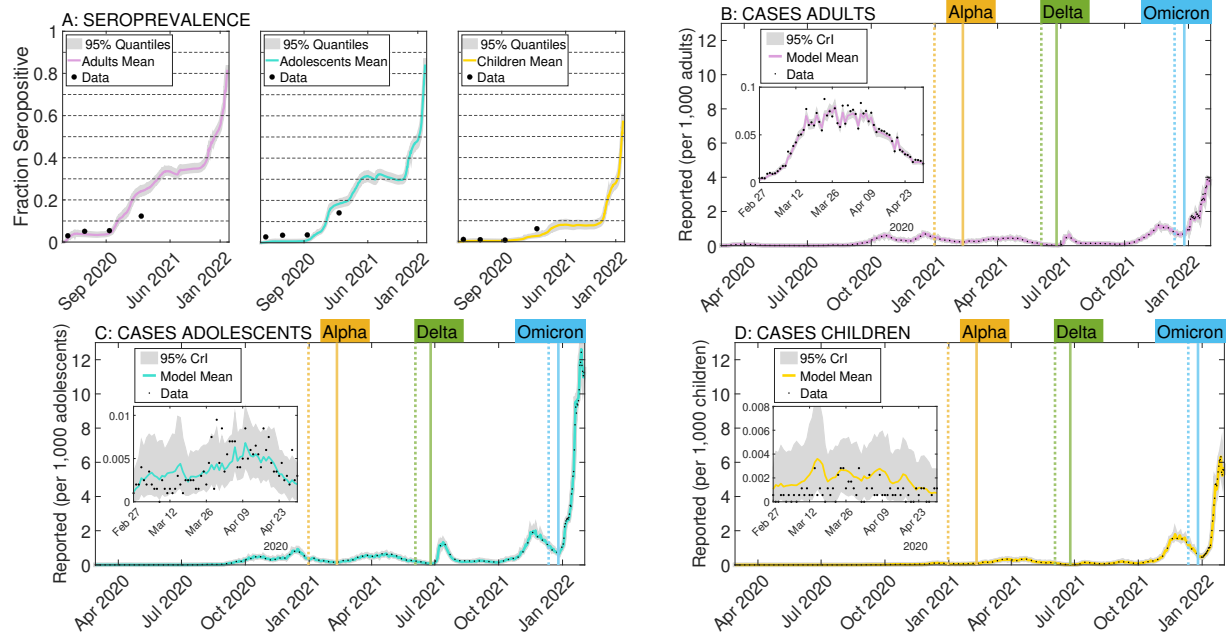 A: SEROPREVALENCE
Fraction Seropositive
1
0.8
0.6
0.4
0.2
0
95% Quantiles
Adults Mean
Data
Sep 2020
Jun 2021
Jan 2022
95% Quantiles
Adolescents Mean
Data
Sep 2020
Jun 2021
Jan 2022
95% Quantiles
Children Mean
Data
Sep 2020
Jun 2021
Jan 2022
B: CASES ADULTS
Alpha
Delta
Omicron
Reported (per 1,000 adults)
12
10
8
6
4
2
0
95% CrI
Model Mean
Data
0.1
0.05
0
Feb 27
Mar 12
Mar 26
Apr 09
Apr 23
2020
Apr 2020
Jul 2020
Oct 2020
Jan 2021
Apr 2021
Jul 2021
Oct 2021
Jan 2022
C: CASES ADOLESCENTS
Alpha
Delta
Omicron
Reported (per 1,000 adolescents)
12
10
8
6
4
2
0
95% CrI
Model Mean
Data
0.01
0.005
0
Feb 27
Mar 12
Mar 26
Apr 09
Apr 23
2020
Apr 2020
Jul 2020
Oct 2020
Jan 2021
Apr 2021
Jul 2021
Oct 2021
Jan 2022
D: CASES CHILDREN
Alpha
Delta
Omicron
Reported (per 1,000 children)
12
10
8
6
4
2
0
95% CrI
Model Mean
Data
0.008
0.006
0.004
0.002
0
Feb 27
Mar 12
Mar 26
Apr 09
Apr 23
2020
Apr 2020
Jul 2020
Oct 2020
Jan 2021
Apr 2021
Jul 2021
Oct 2021
Jan 2022